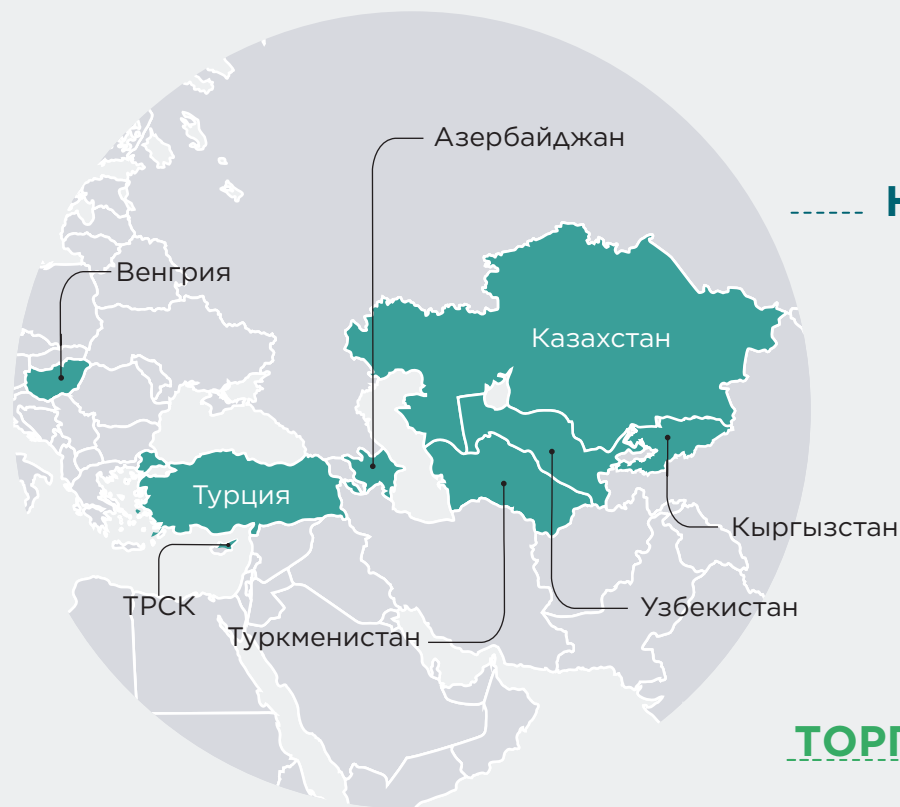 Азербайджан
Венгрия
Казахстан
Турция
Кыргызстан
ТРСК
Узбекистан
Туркменистан